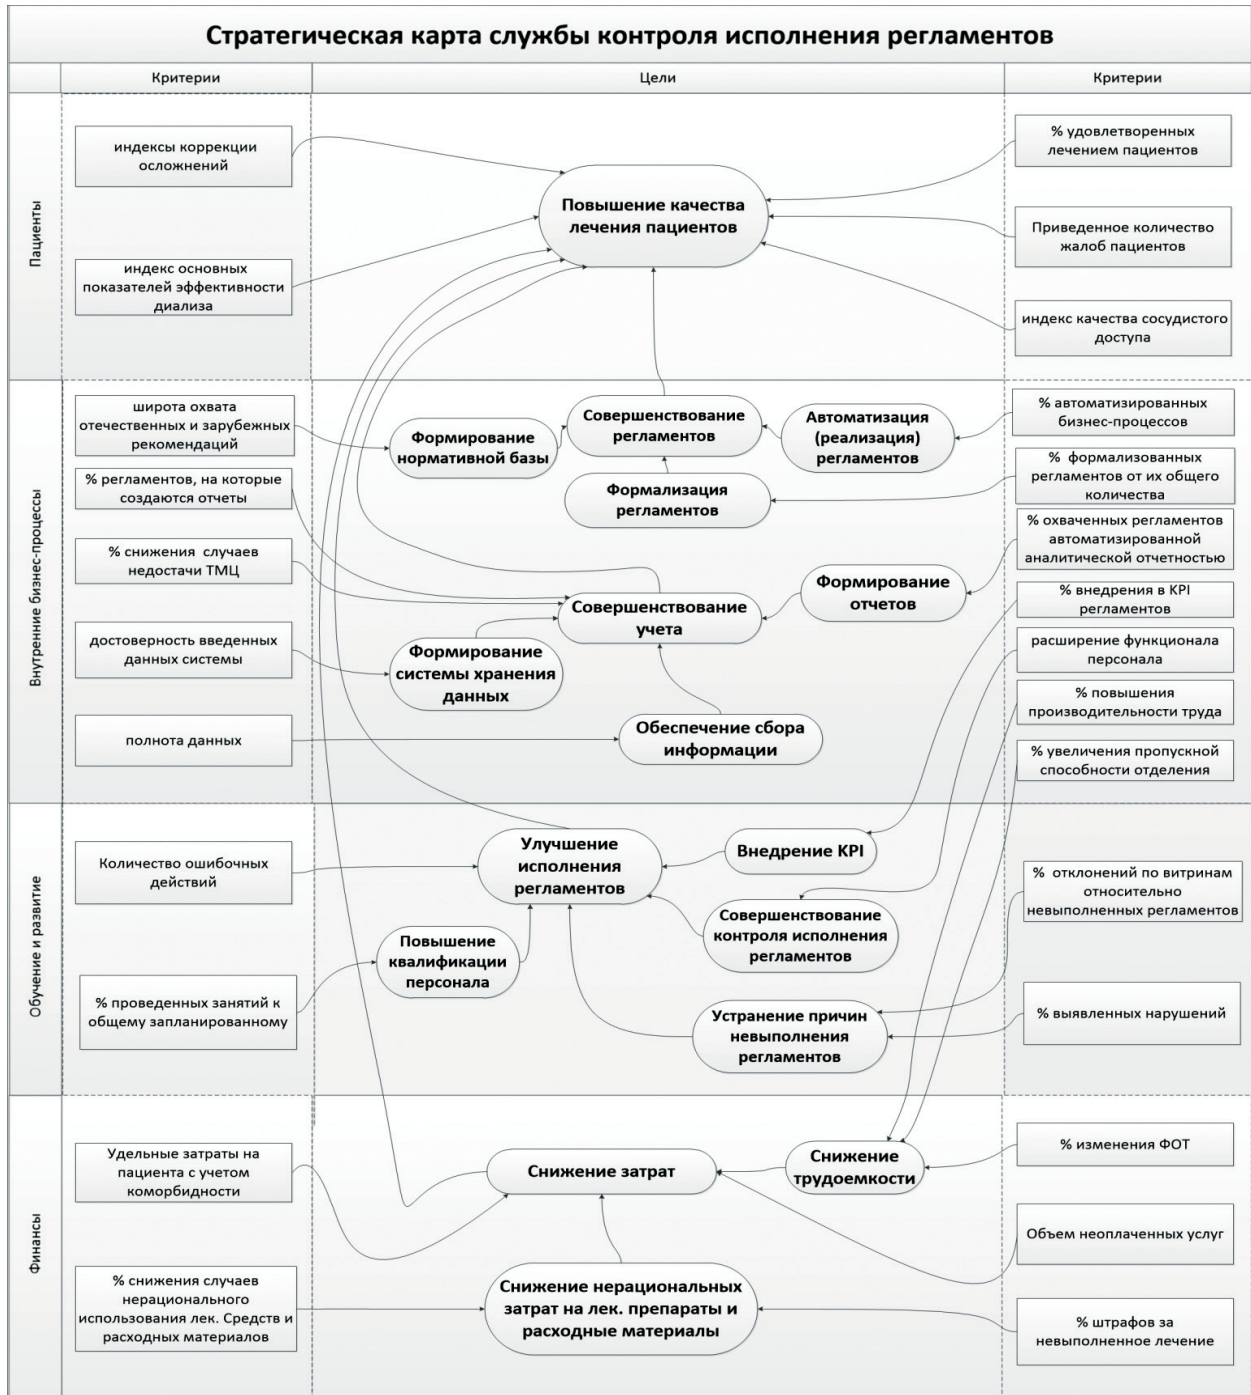 Стратегическая карта службы контроля исполнения регламентов
Критерии
Цели
Критерии
Пациенты
индексы коррекции
осложнений
индекс основных
показателей эффективности
диализа
Повышение качества
лечения пациентов
% удовлетворенных
лечением пациентов
Приведенное количество
жалоб пациентов
индекс качества сосудистого
доступа
Внутренние бизнес-процессы
широта охвата
отечественных и зарубежных
рекомендаций
% регламентов, на которые
создаются отчеты
% снижения случаев
недостачи ТМЦ
достоверность введенных
данных системы
полнота данных
Формирование
нормативной базы
Совершенствование
регламентов
Автоматизация
(реализация)
регламентов
Формализация
регламентов
Формирование
отчетов
Совершенствование
учета
Формирование
системы хранения
данных
Обеспечение сбора
информации
% автоматизированных
бизнес-процессов
% формализованных
регламентов от их общего
количества
% охваченных регламентов
автоматизированной
аналитической отчетностью
% внедрения в KPI
регламентов
расширение функционала
персонала
% повышения
производительности труда
% увеличения пропускной
способности отделения
Обучение и развитие
Количество ошибочных
действий
% проведенных занятий к
общему запланированному
Улучшение
исполнения
регламентов
Внедрение KPI
Совершенствование
контроля исполнения
регламентов
Повышение
квалификации
персонала
Устранение причин
невыполнения
регламентов
% отклонений по витринам
относительно
невыполненных регламентов
% выявленных нарушений
Финансы
Удельные затраты на
пациента с учетом
коморбидности
% снижения случаев
нерационального
использования лек. Средств и
расходных материалов
Снижение затрат
Снижение
трудоемкости
Снижение нерациональных
затрат на лек. препараты и
расходные материалы
% изменения ФОТ
Объем неоплаченных услуг
% штрафов за
невыполненное лечение